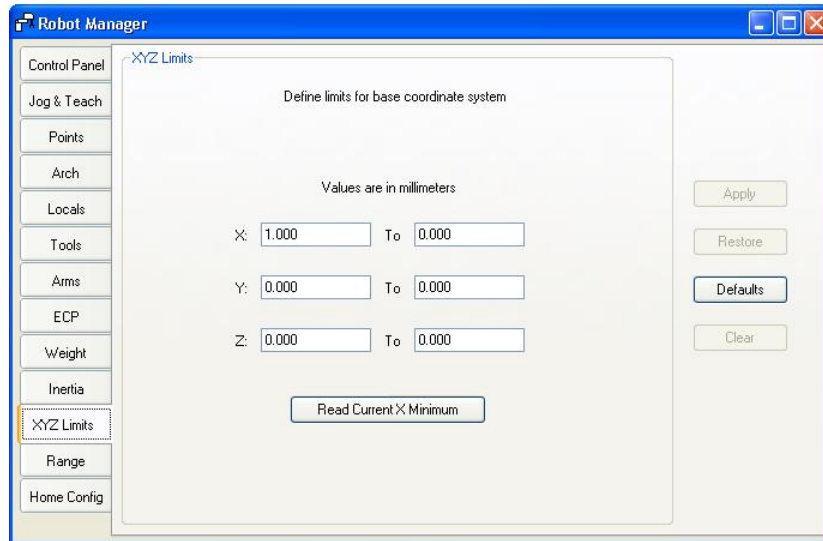 Robot Manager
Control Panel
Jog & Teach
Points
Arch
Locals
Tools
Arms
ECP
Weight
Inertia
XYZ Limits
Range
Home Config
XYZ Limits
Define limits for base coordinate system
Values are in millimeters
X: 1.000 To 0.000
Y: 0.000 To 0.000
Z: 0.000 To 0.000
Read Current X Minimum
Apply
Restore
Defaults
Clear